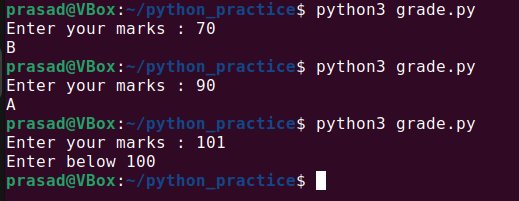 prasad@VBox:~/python_practice$ python3 grade.py
Enter your marks : 70
B
prasad@VBox:~/python_practice$ python3 grade.py
Enter your marks : 90
A
prasad@VBox:~/python_practice$ python3 grade.py
Enter your marks : 101
Enter below 100
prasad@VBox:~/python_practice$